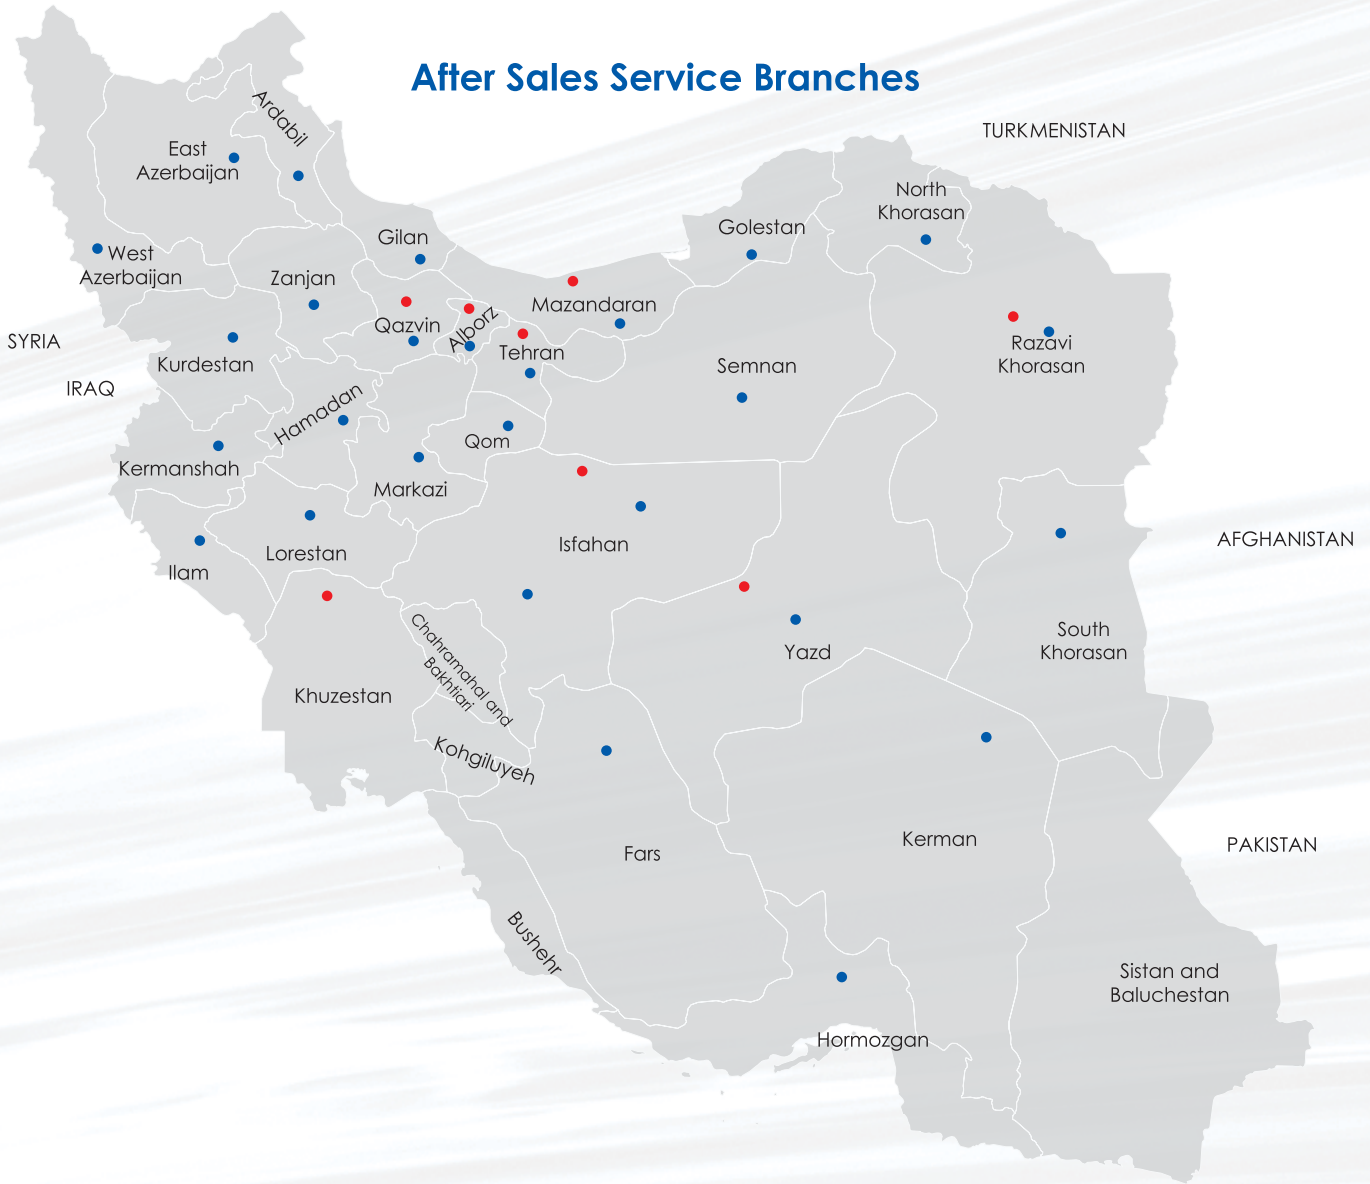 After Sales Service Branches
TURKMENISTAN
Ardabil
East
Azerbaijan
North
Khorasan
Golestan
Gilan
West
Azerbaijan
Zanjan
Mazandaran
Qazvin
Alborz
Tehran
SYRIA
Kurdestan
Semnan
Razavi
Khorasan
IRAQ
Hamadan
Qom
Kermanshah
Markazi
Isfahan
AFGHANISTAN
Lorestan
Ilam
South
Khorasan
Yazd
Chahramahal and
Bakhtiari
Khuzestan
Kohgiluyeh
Kerman
PAKISTAN
Fars
Bushehr
Sistan and
Baluchestan
Hormozgan